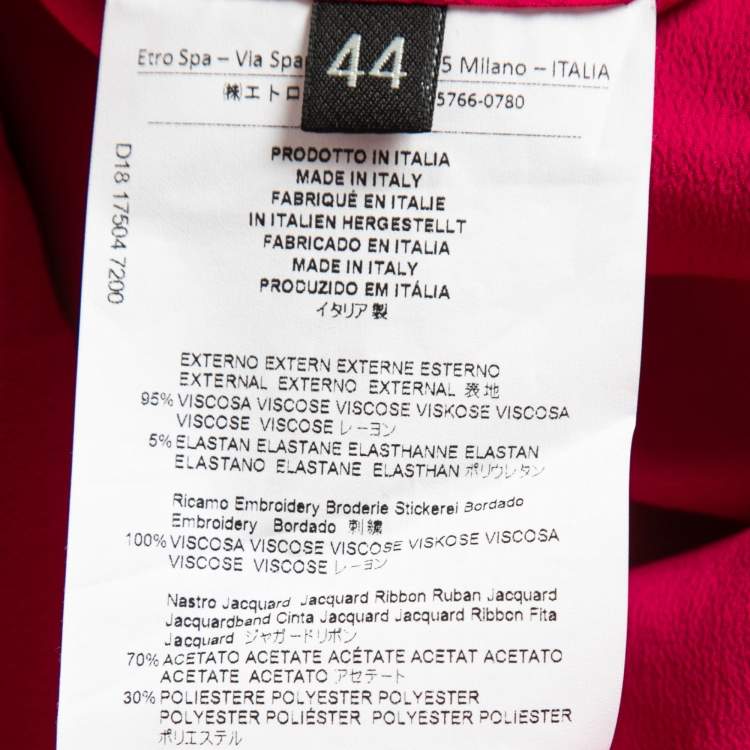 44
Etro Spa – Via Spa 5 Milano – ITALIA
㈱エトロ 5766-0780
D18 17504 7200
PRODOTTO IN ITALIA
MADE IN ITALY
FABRIQUÉ EN ITALIE
IN ITALIEN HERGESTELLT
FABRICADO EN ITALIA
MADE IN ITALY
PRODUZIDO EM ITÁLIA
イタリア製
EXTERNO EXTERN EXTERNE ESTERNO
EXTERNAL EXTERNO EXTERNAL 表地
95% VISCOSA VISCOSE VISCOSE VISKOSE VISCOSA
VISCOSE VISCOSE レーヨン
5% ELASTAN ELASTANE ELASTHANNE ELASTAN
ELASTANO ELASTANE ELASTHAN ポリウレタン
Ricamo Embroidery Broderie Stickerei Bordado
Embroidery Bordado 刺繍
100% VISCOSA VISCOSE VISCOSE VISKOSE VISCOSA
VISCOSE VISCOSE レーヨン
Nastro Jacquard Jacquard Ribbon Ruban Jacquard
Jacquardband Cinta Jacquard Jacquard Ribbon Fita
Jacquard ジャガードリボン
70% ACETATO ACETATE ACÉTATE ACETAT ACETATO
ACETATE ACETATO アセテート
30% POLIESTERE POLYESTER POLYESTER
POLYESTER POLIÉSTER POLYESTER POLIESTER
ポリエステル